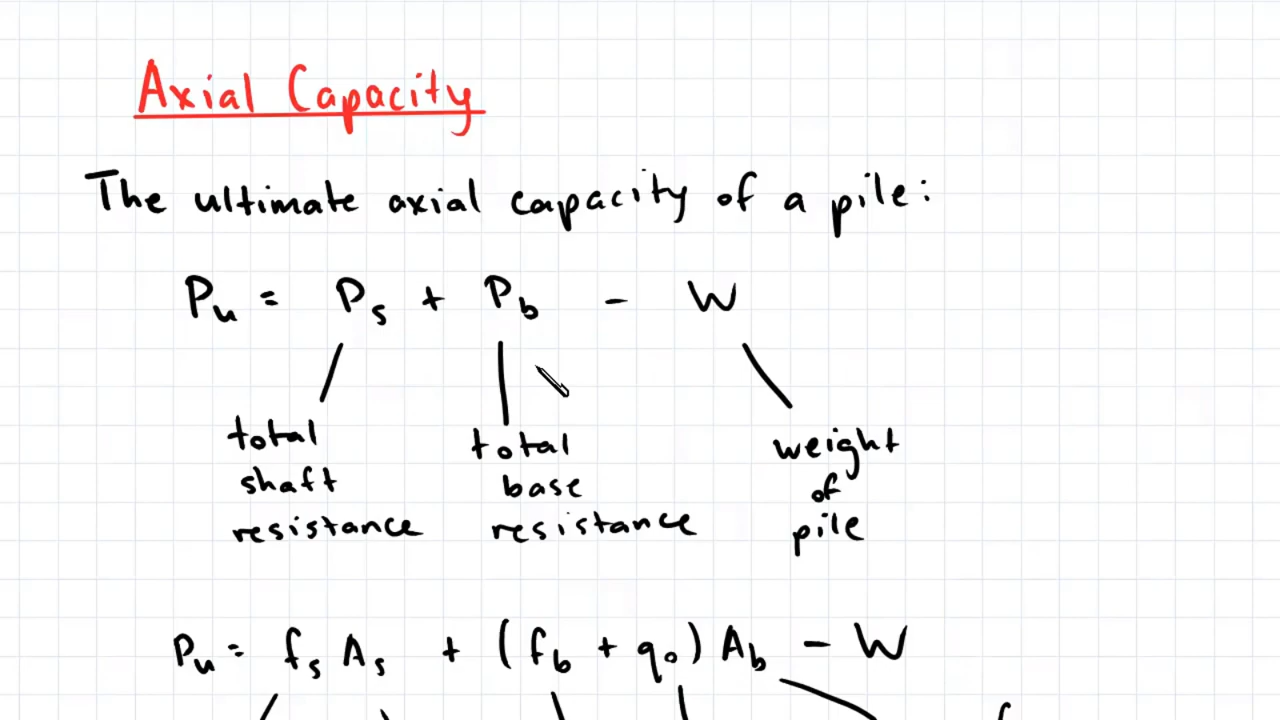 Axial Capacity
The ultimate axial capacity of a pile:
Pu = Ps + Pb - W
total total weight
shaft base of
resistance resistance pile
Pu = fs As + (fb + q0) Ab - W